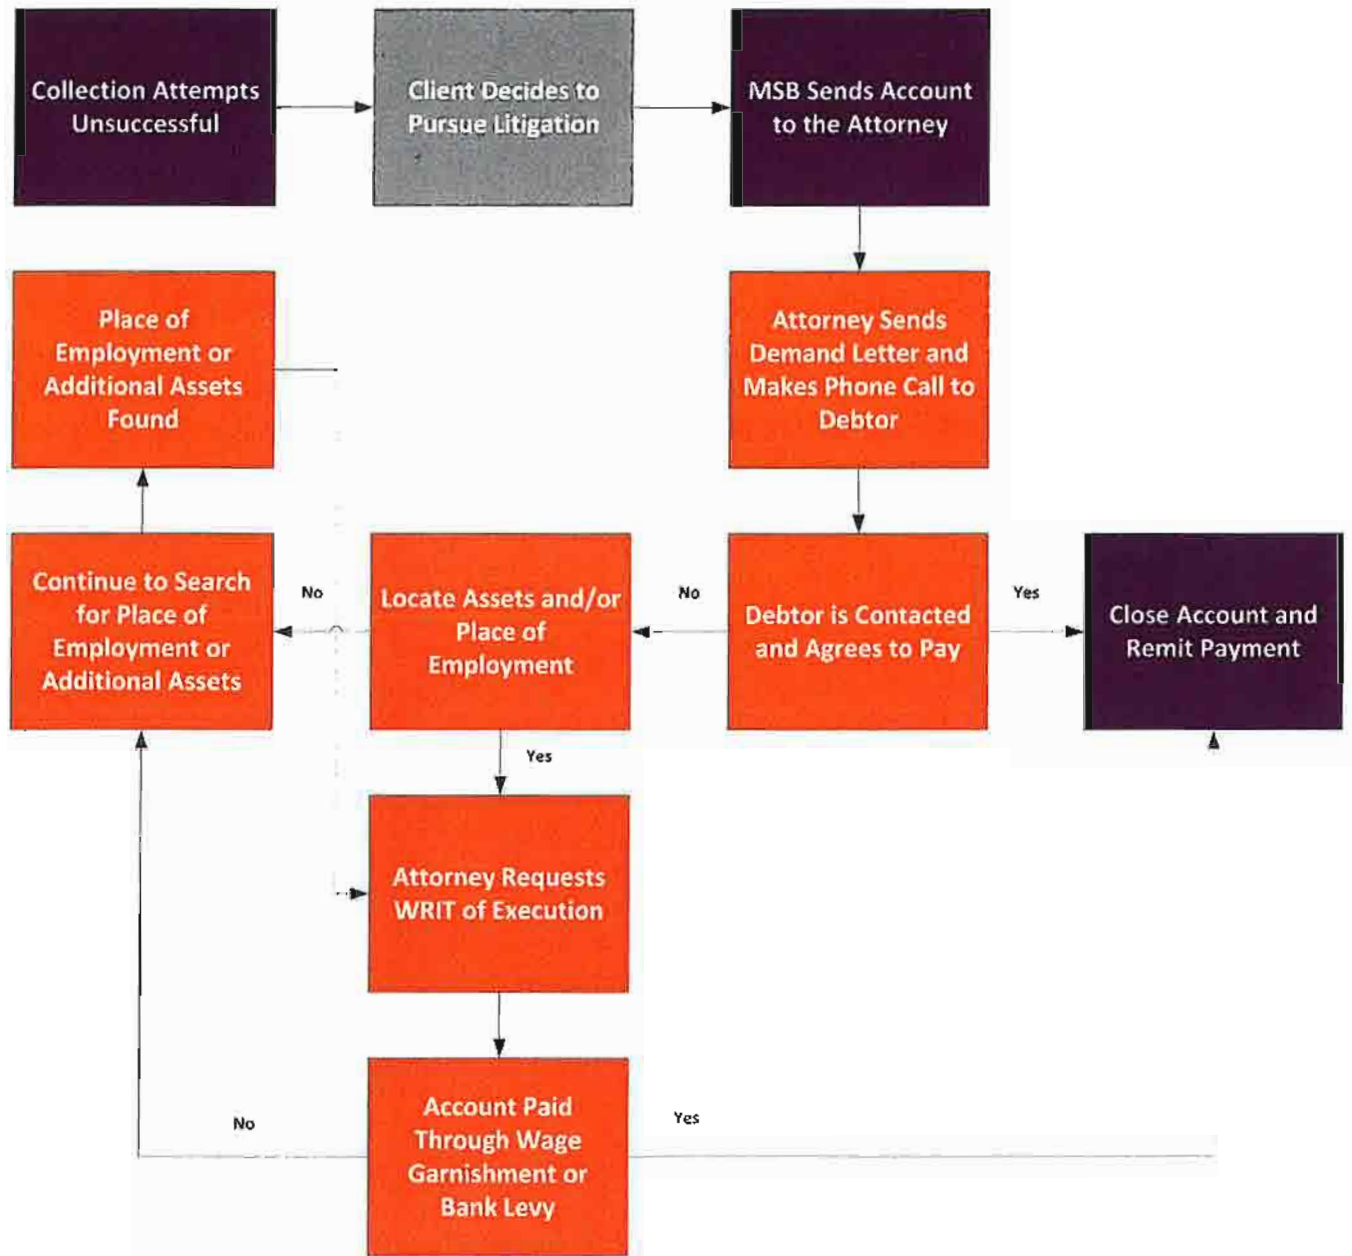 Collection Attempts
Unsuccessful
Client Decides to
Pursue Litigation
MSB Sends Account
to the Attorney
Place of
Employment or
Additional Assets
Found
Attorney Sends
Demand Letter and
Makes Phone Call to
Debtor
Continue to Search
for Place of
Employment or
Additional Assets
No
Locate Assets and/or
Place of
Employment
No
Debtor is Contacted
and Agrees to Pay
Yes
Close Account and
Remit Payment
Yes
Attorney Requests
WRIT of Execution
No
Account Paid
Through Wage
Garnishment or
Bank Levy
Yes